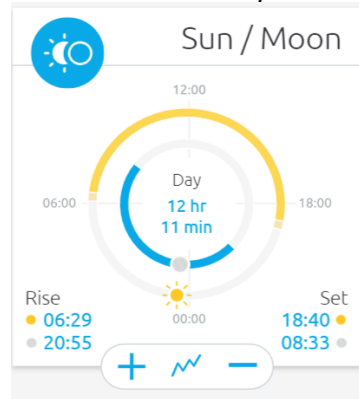 Sun / Moon
12:00
Day
12 hr
11 min
06:00
18:00
00:00
Rise
06:29
20:55
Set
18:40
08:33